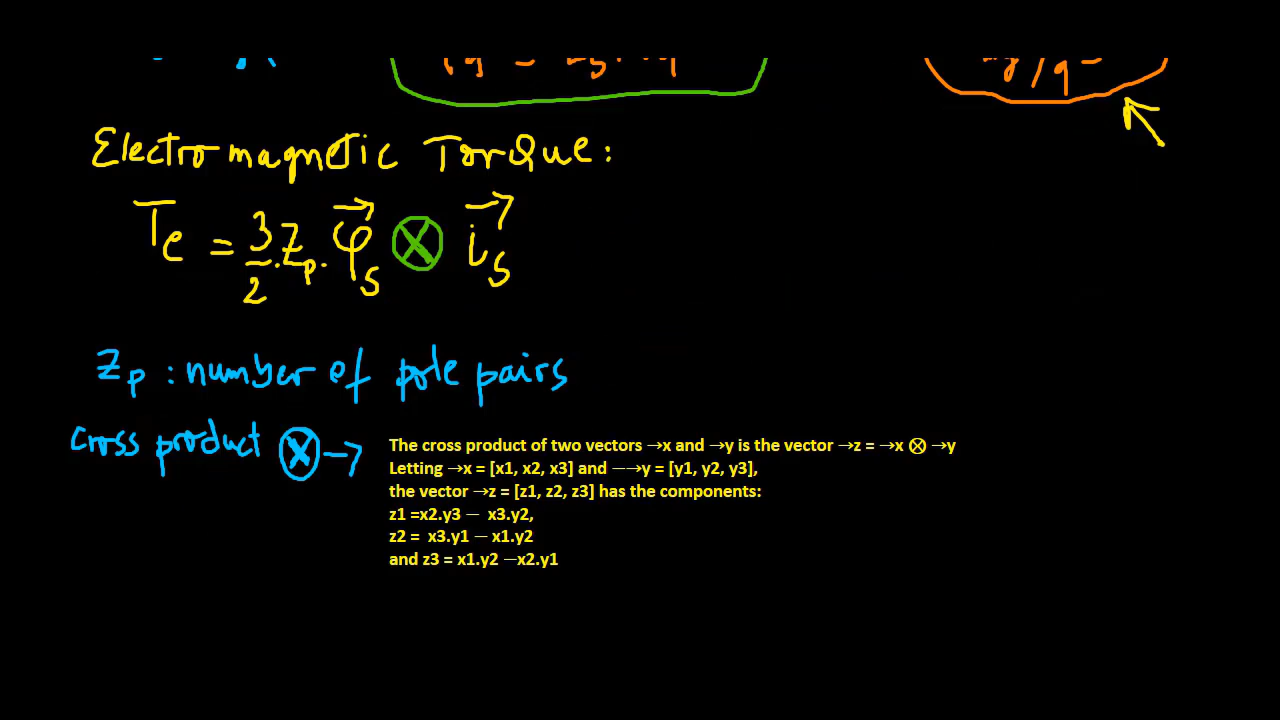 Electromagnetic Torque:
Te = 3/2 . Zp . φs ⊗ is
Zp : number of pole pairs
Cross product ⊗ →
The cross product of two vectors →x and →y is the vector →z = →x ⊗ →y
Letting →x = [x1, x2, x3] and —→y = [y1, y2, y3],
the vector →z = [z1, z2, z3] has the components:
z1 =x2.y3 — x3.y2,
z2 = x3.y1 — x1.y2
and z3 = x1.y2 —x2.y1